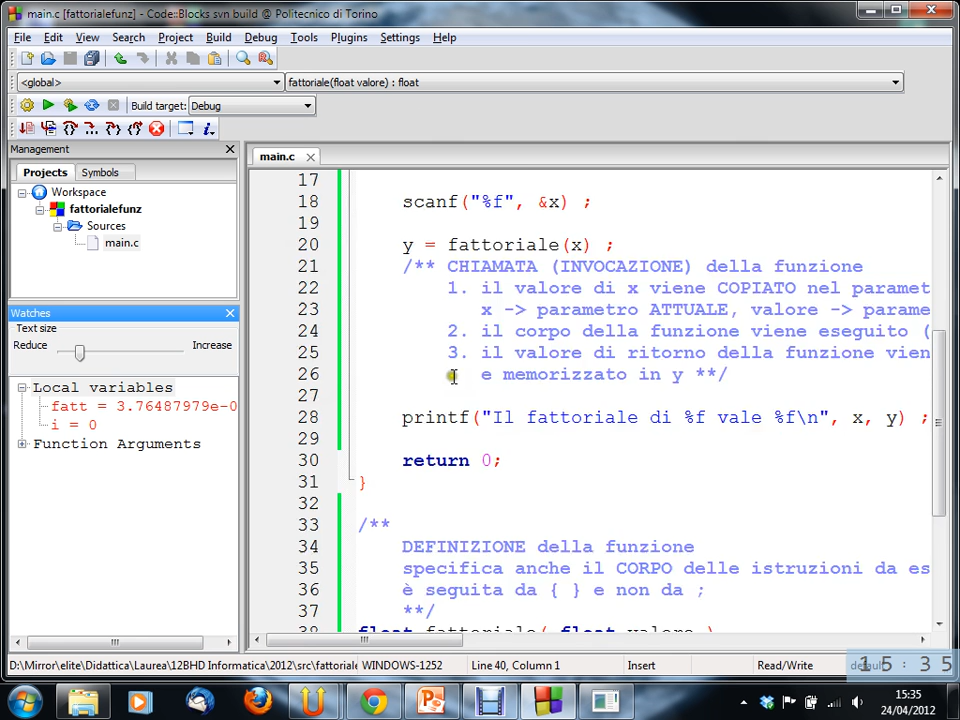 main.c [fattorialefunz] - Code::Blocks svn build @ Politecnico di Torino
File Edit View Search Project Build Debug Tools Plugins Settings Help
<global> fattoriale(float valore) : float
Build target: Debug
Management
Projects Symbols
Workspace
fattorialefunz
Sources
main.c
Watches
Text size
Reduce Increase
Local variables
fatt = 3.76487979e-0
i = 0
Function Arguments
main.c
17
18 scanf("%f", &x) ;
19
20 y = fattoriale(x) ;
21 /** CHIAMATA (INVOCAZIONE) della funzione
22 1. il valore di x viene COPIATO nel paramet
23 x -> parametro ATTUALE, valore -> parame
24 2. il corpo della funzione viene eseguito (
25 3. il valore di ritorno della funzione vien
26 e memorizzato in y **/
27
28 printf("Il fattoriale di %f vale %f\n", x, y) ;
29
30 return 0;
31 }
32
33 /**
34 DEFINIZIONE della funzione
35 specifica anche il CORPO delle istruzioni da es
36 è seguita da { } e non da ;
37 **/
38 float fattoriale( float valore )
D:\Mirror\elite\Didattica\Laurea\12BHD Informatica\2012\src\fattoriale WINDOWS-1252 Line 40, Column 1 Insert Read/Write default
15:35
15:35
24/04/2012